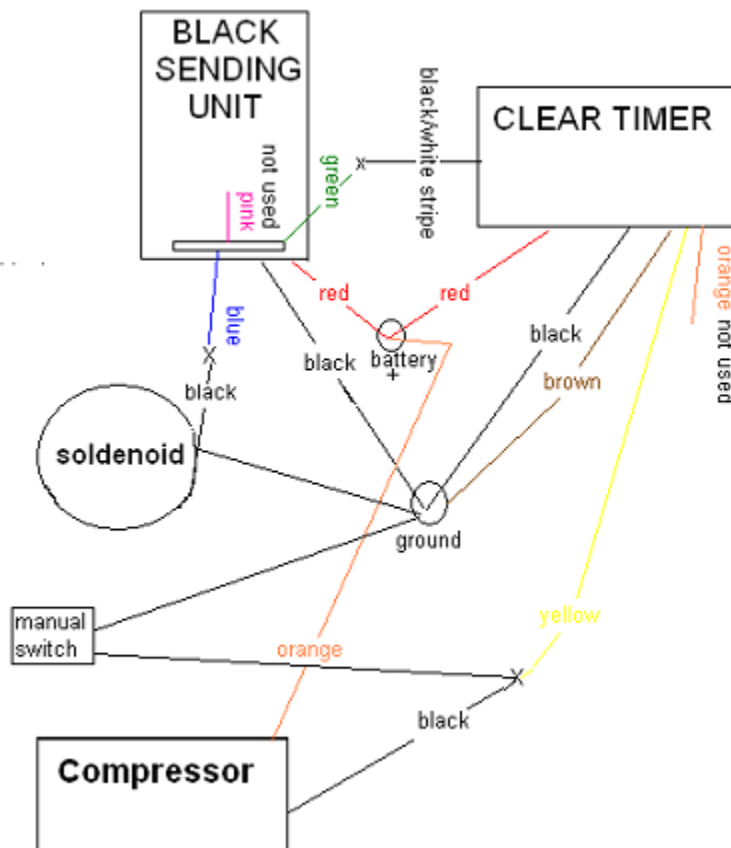 BLACK
SENDING
UNIT
CLEAR TIMER
black/white stripe
not used
pink
green
red
red
blue
black
battery
+
black
brown
orange not used
black
soldenoid
ground
manual
switch
yellow
orange
black
Compressor
X
X
X